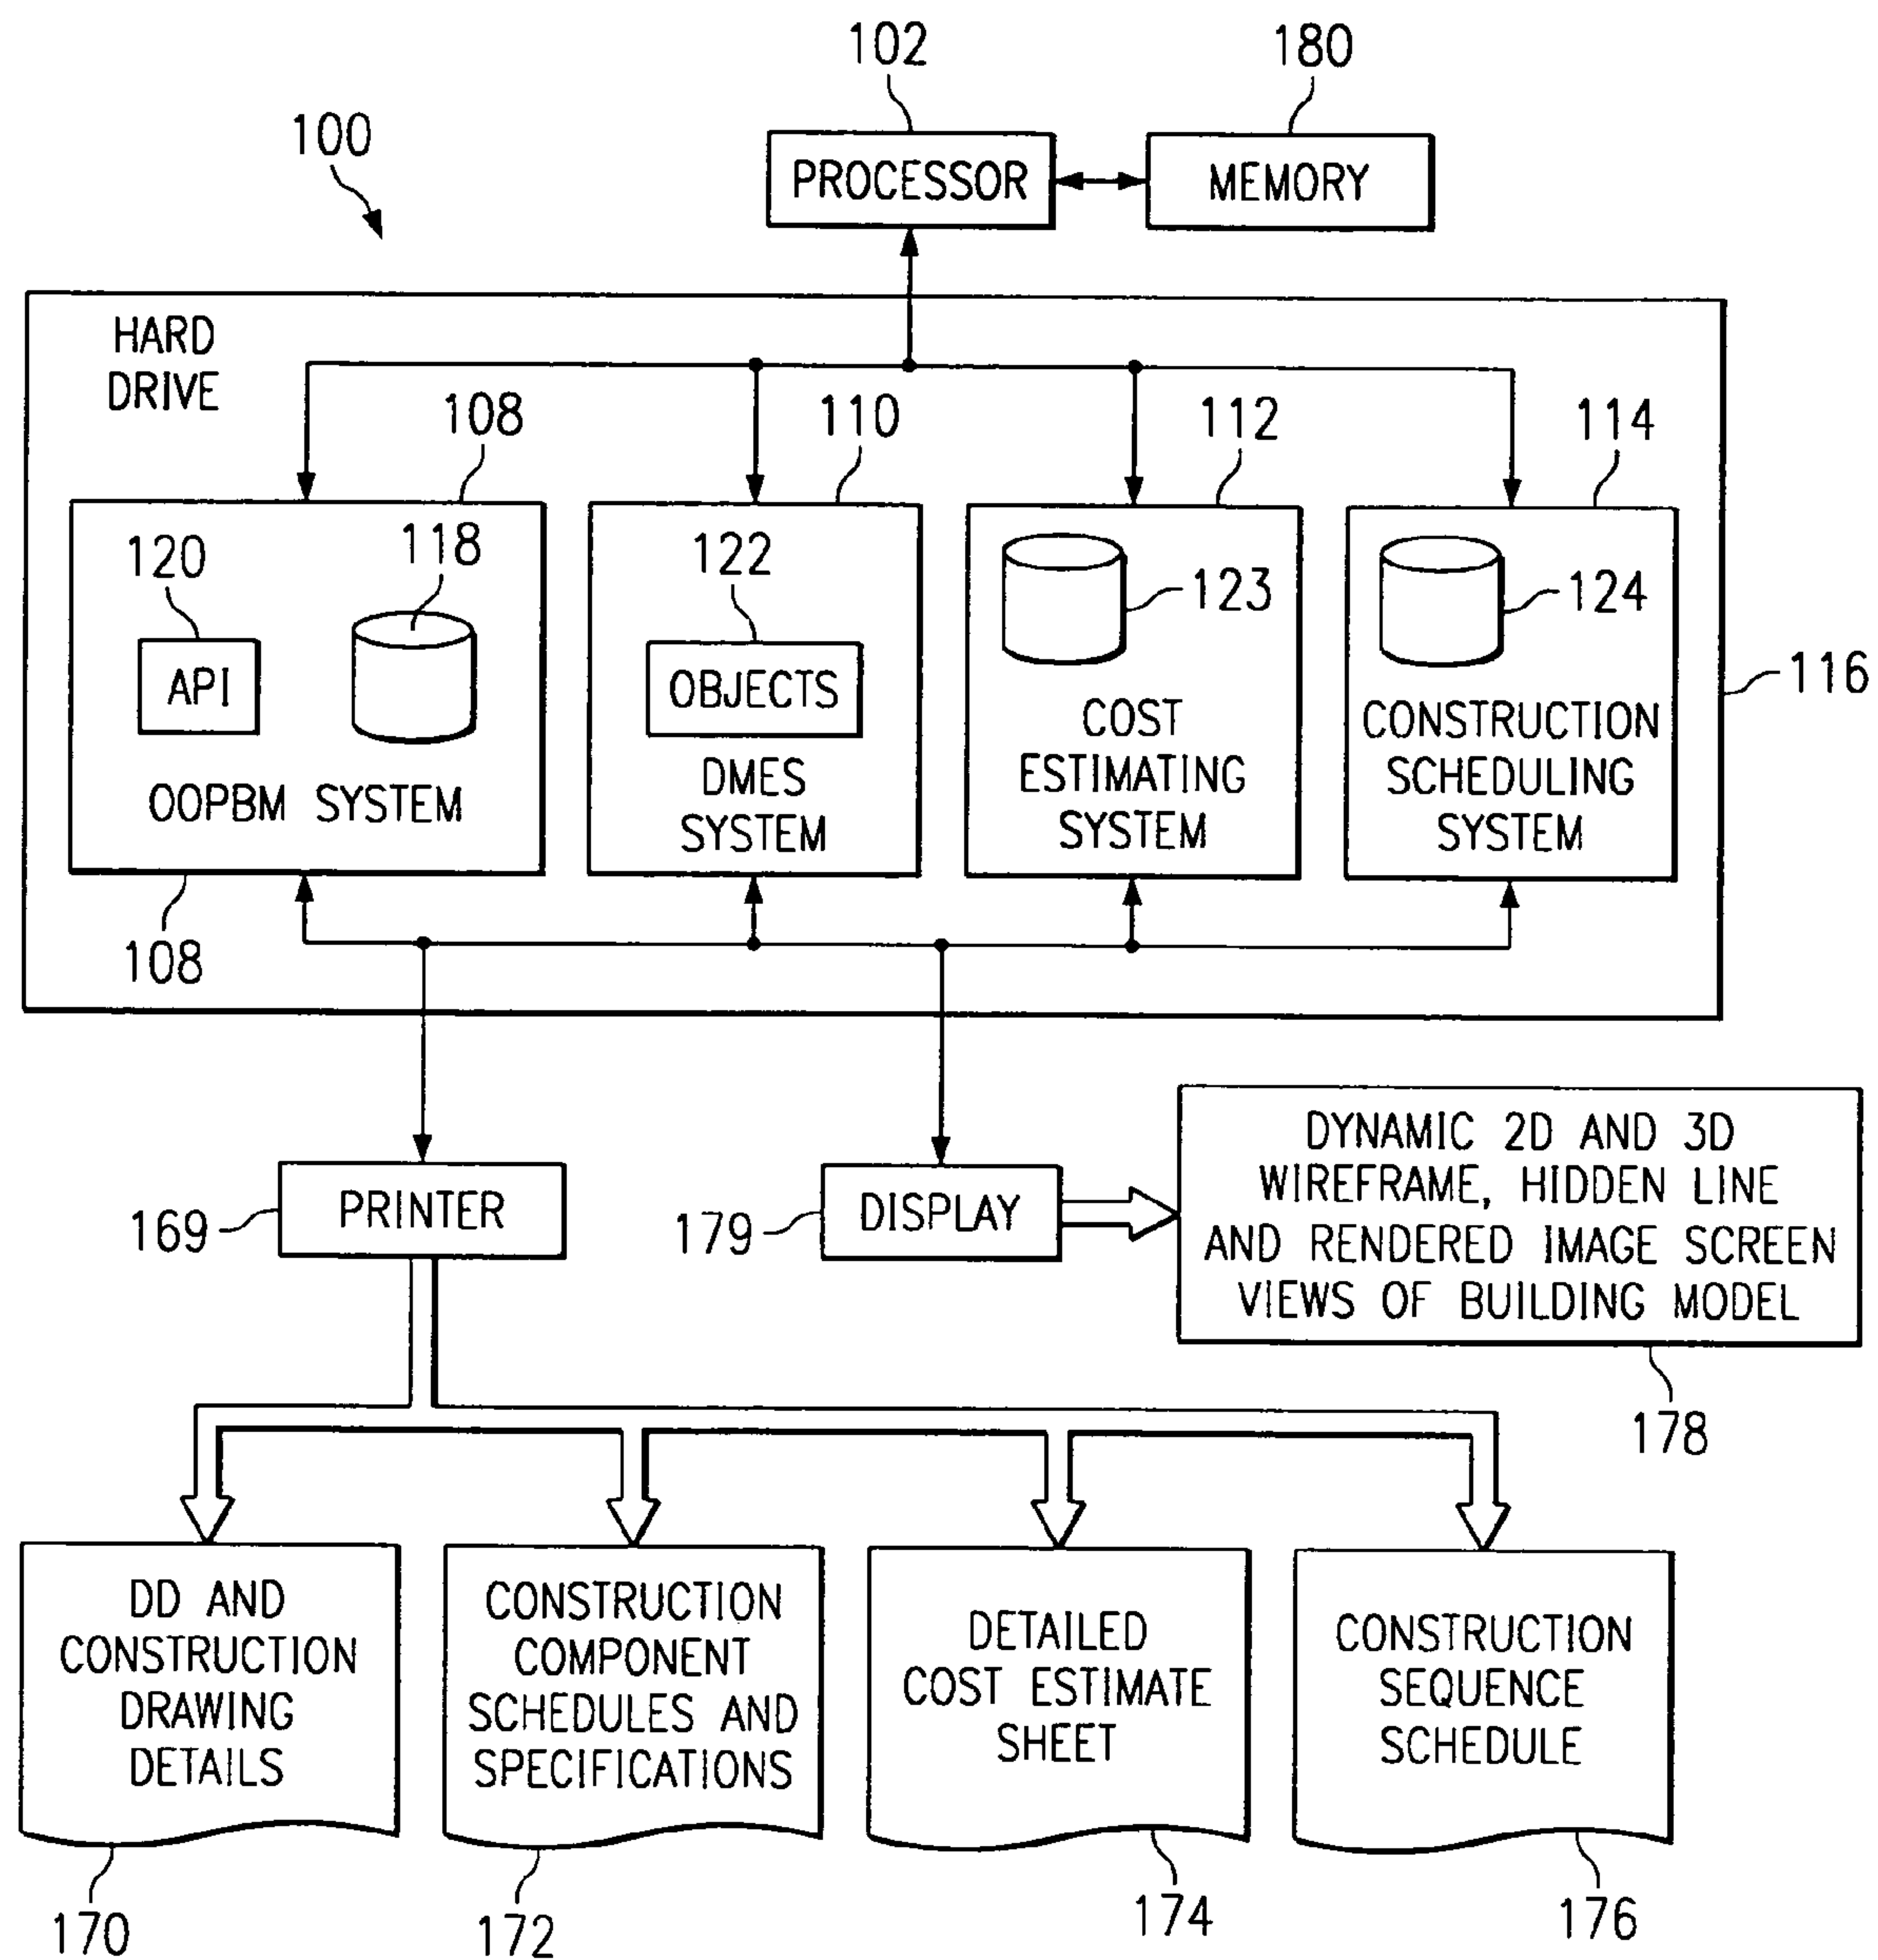 102
180
100
PROCESSOR
MEMORY
HARD
DRIVE
108
110
112
114
120
118
122
123
124
API
OBJECTS
116
OOPBM SYSTEM
DMES
SYSTEM
COST
ESTIMATING
SYSTEM
CONSTRUCTION
SCHEDULING
SYSTEM
108
PRINTER
169
DISPLAY
179
DYNAMIC 2D AND 3D
WIREFRAME, HIDDEN LINE
AND RENDERED IMAGE SCREEN
VIEWS OF BUILDING MODEL
178
DD AND
CONSTRUCTION
DRAWING
DETAILS
CONSTRUCTION
COMPONENT
SCHEDULES AND
SPECIFICATIONS
DETAILED
COST ESTIMATE
SHEET
CONSTRUCTION
SEQUENCE
SCHEDULE
170
172
174
176